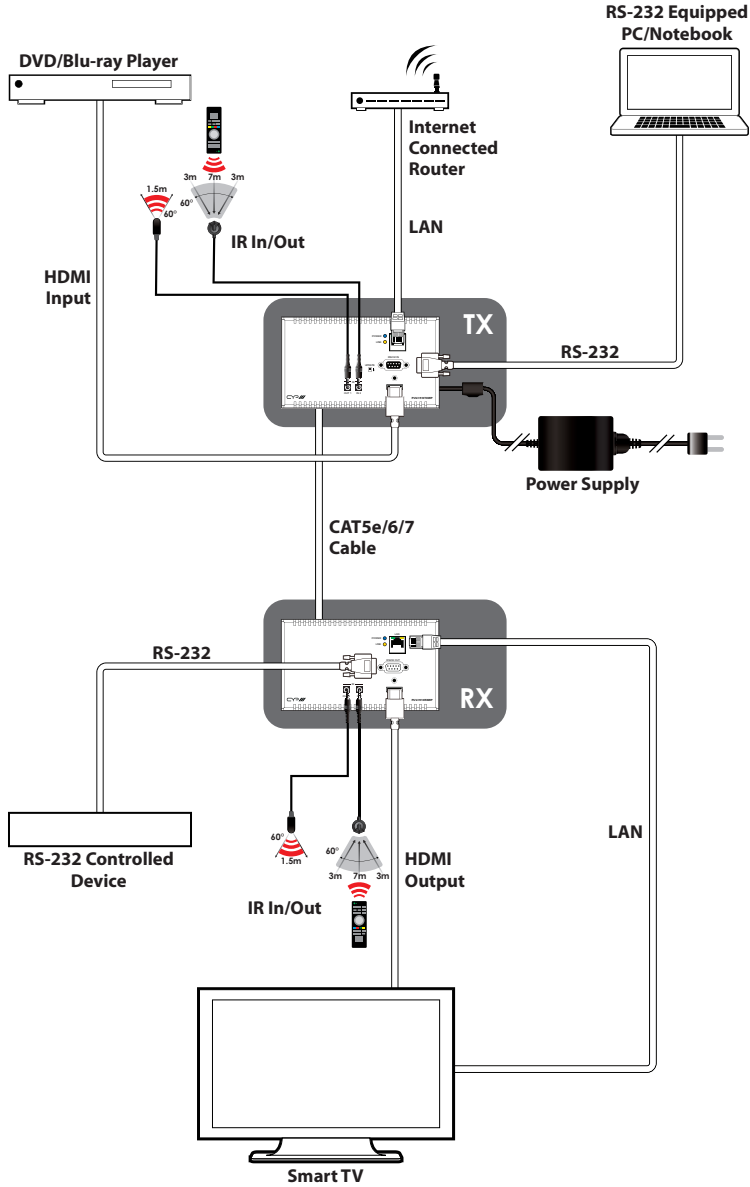 RS-232 Equipped
PC/Notebook
DVD/Blu-ray Player
Internet
Connected
Router
3m 7m 3m
1.5m
60°
60°
IR In/Out
LAN
HDMI
Input
TX
RS-232
CYP
Power Supply
CAT5e/6/7
Cable
RS-232
CYP
RX
60°
1.5m
60°
3m 7m 3m
IR In/Out
HDMI
Output
LAN
RS-232 Controlled
Device
Smart TV